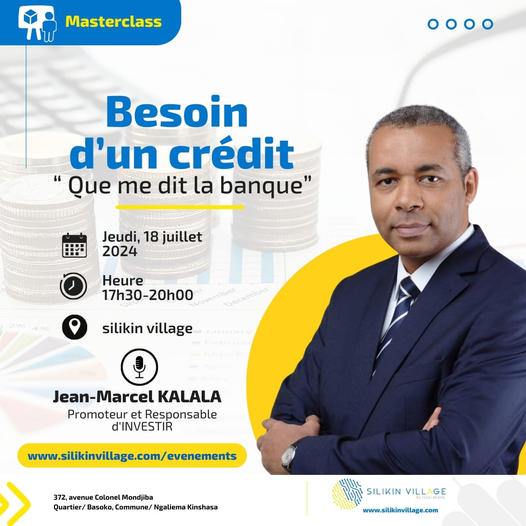 Masterclass
Besoin
d'un crédit
“ Que me dit la banque”
Jeudi, 18 juillet
2024
Heure
17h30-20h00
silikin village
Jean-Marcel KALALA
Promoteur et Responsable
d'INVESTIR
www.silikinvillage.com/evenements
372, avenue Colonel Mondjiba
Quartier/ Basoko, Commune/ Ngaliema Kinshasa
SILIKIN VILLAGE
www.silikinvillage.com